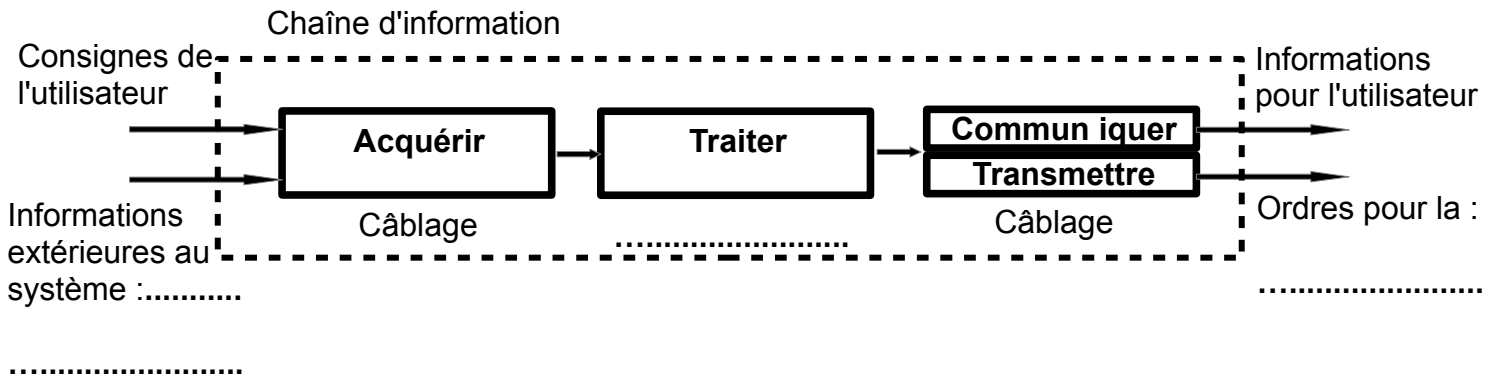 Chaîne d'information
Consignes de
l'utilisateur
Informations
pour l'utilisateur
Acquérir
Traiter
Commun iquer
Transmettre
Câblage
….......................
Câblage
Informations
extérieures au
système :...........
….......................
Ordres pour la :
….......................